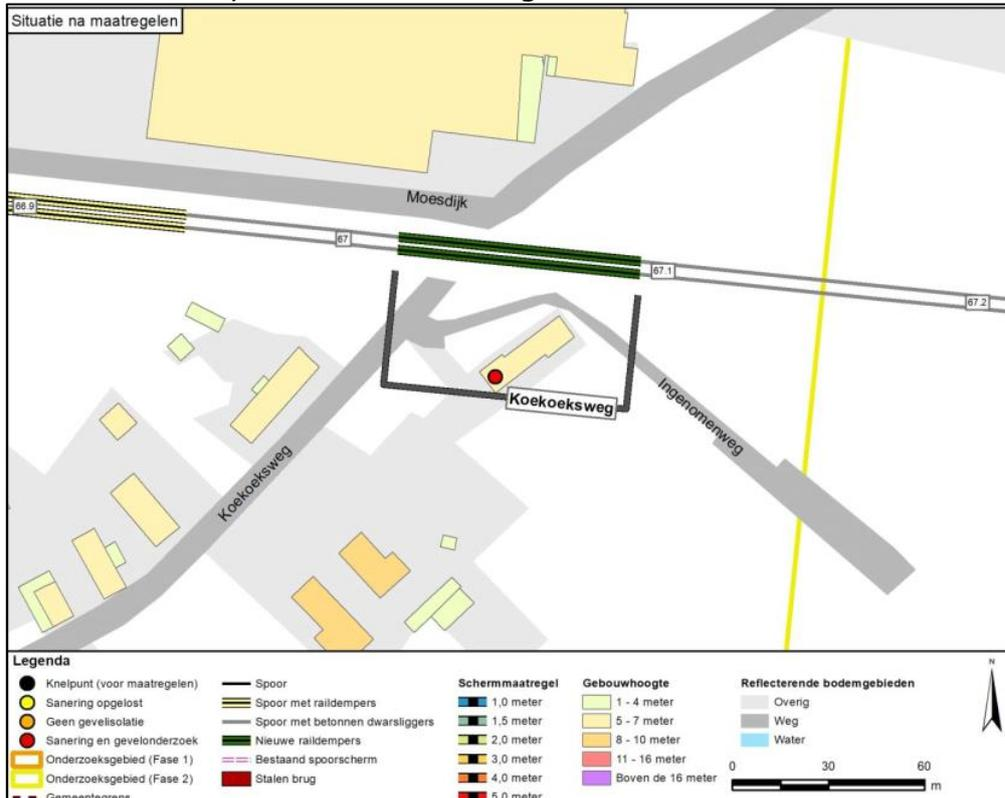 Situatie na maatregelen
Moesdijk
66.9
67
67.1
67.2
Koekoeksweg
Ingenomenweg
Koekoeksweg
Legenda
Knelpunt (voor maatregelen)
Sanering opgelost
Geen gevelisolatie
Sanering en gevelonderzoek
Onderzoeksgebied (Fase 1)
Onderzoeksgebied (Fase 2)
Gemeentegrens
Spoor
Spoor met raildempers
Spoor met betonnen dwarsliggers
Nieuwe raildempers
Bestaand spoorscherm
Stalen brug
Schermmaatregel
1,0 meter
1,5 meter
2,0 meter
3,0 meter
4,0 meter
5,0 meter
Gebouwhoogte
1 - 4 meter
5 - 7 meter
8 - 10 meter
11 - 16 meter
Boven de 16 meter
Reflecterende bodemgebieden
Overig
Weg
Water
N
0 30 60
m